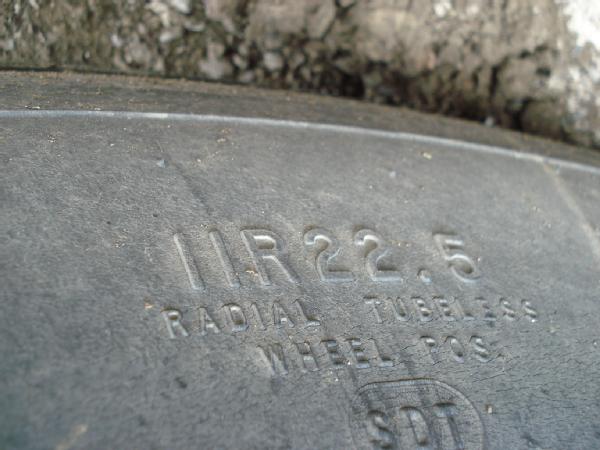 11R22.5
RADIAL TUBELESS
WHEEL POS.
SDT